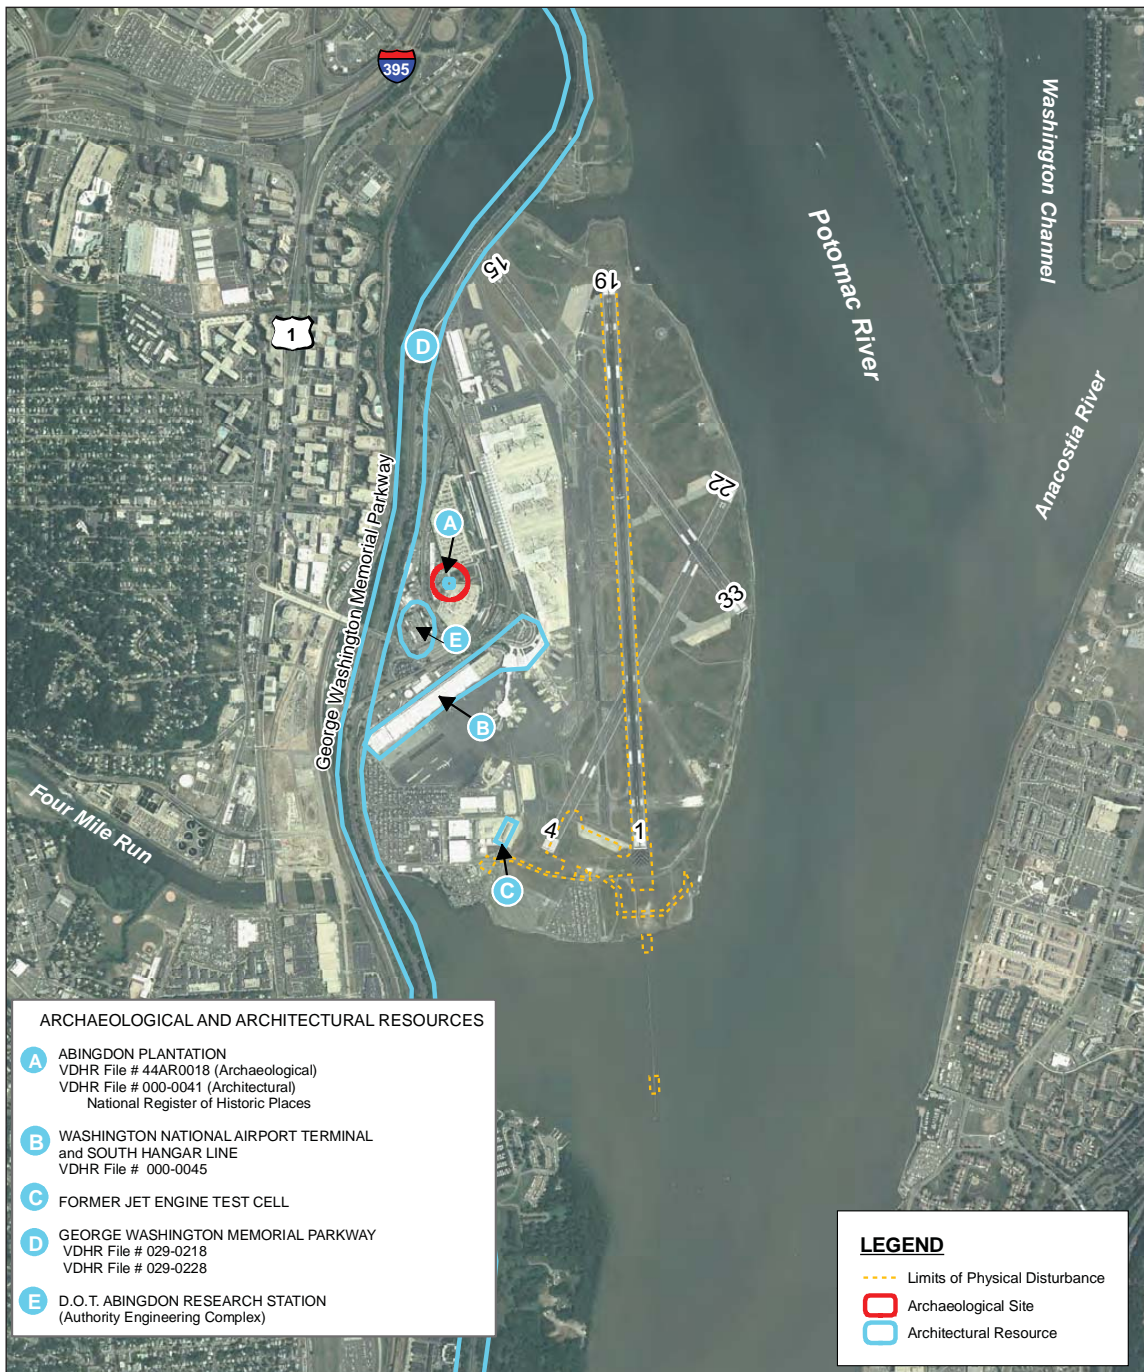 395
Washington Channel
Potomac River
15
19
1
D
Anacostia River
22
George Washington Memorial Parkway
A
33
E
B
Four Mile Run
4
1
C
ARCHAEOLOGICAL AND ARCHITECTURAL RESOURCES
A ABINGDON PLANTATION
VDHR File # 44AR0018 (Archaeological)
VDHR File # 000-0041 (Architectural)
National Register of Historic Places
B WASHINGTON NATIONAL AIRPORT TERMINAL
and SOUTH HANGAR LINE
VDHR File # 000-0045
C FORMER JET ENGINE TEST CELL
D GEORGE WASHINGTON MEMORIAL PARKWAY
VDHR File # 029-0218
VDHR File # 029-0228
E D.O.T. ABINGDON RESEARCH STATION
(Authority Engineering Complex)
LEGEND
Limits of Physical Disturbance
Archaeological Site
Architectural Resource